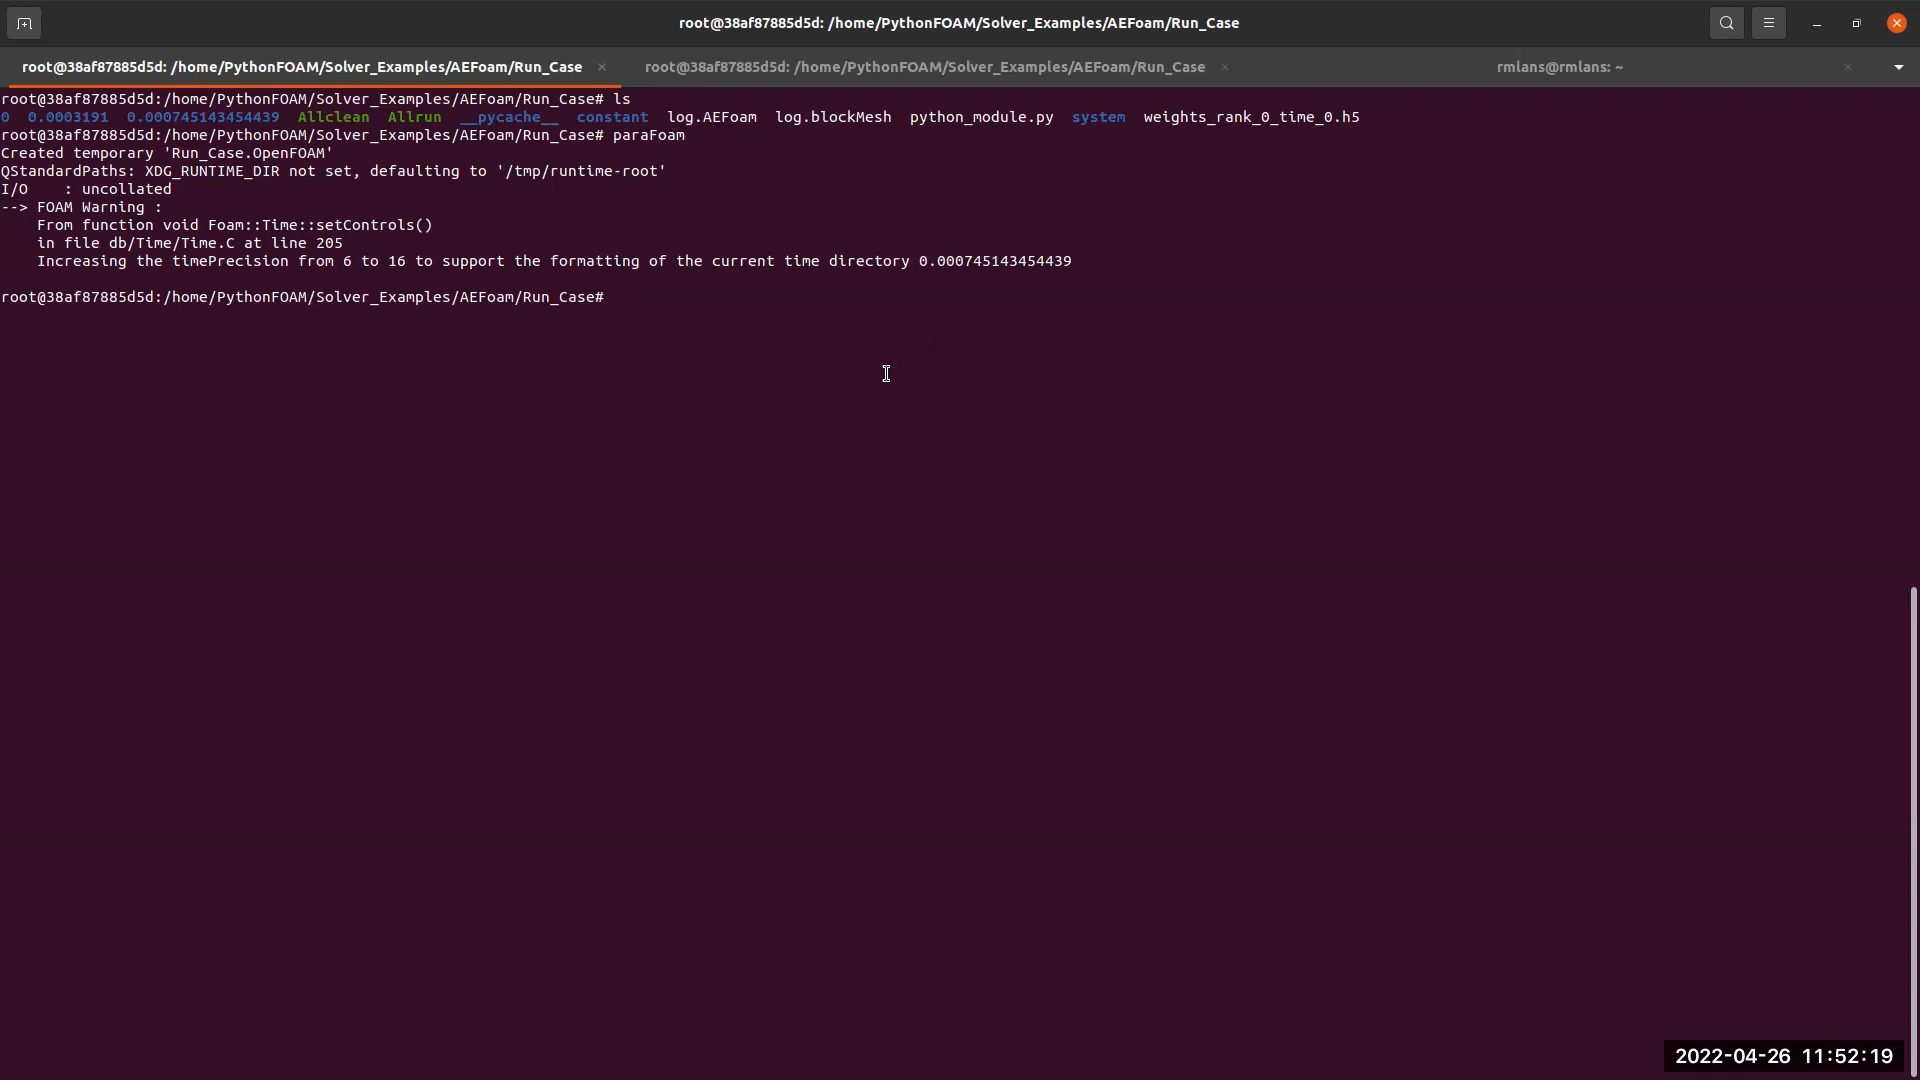 root@38af87885d5d: /home/PythonFOAM/Solver_Examples/AEFoam/Run_Case
root@38af87885d5d: /home/PythonFOAM/Solver_Examples/AEFoam/Run_Case root@38af87885d5d: /home/PythonFOAM/Solver_Examples/AEFoam/Run_Case rmlans@rmlans: ~
root@38af87885d5d:/home/PythonFOAM/Solver_Examples/AEFoam/Run_Case# ls
0  0.0003191  0.000745143454439  Allclean  Allrun  __pycache__  constant  log.AEFoam  log.blockMesh  python_module.py  system  weights_rank_0_time_0.h5
root@38af87885d5d:/home/PythonFOAM/Solver_Examples/AEFoam/Run_Case# paraFoam
Created temporary 'Run_Case.OpenFOAM'
QStandardPaths: XDG_RUNTIME_DIR not set, defaulting to '/tmp/runtime-root'
I/O    : uncollated
--> FOAM Warning :
    From function void Foam::Time::setControls()
    in file db/Time/Time.C at line 205
    Increasing the timePrecision from 6 to 16 to support the formatting of the current time directory 0.000745143454439
root@38af87885d5d:/home/PythonFOAM/Solver_Examples/AEFoam/Run_Case#
2022-04-26 11:52:19